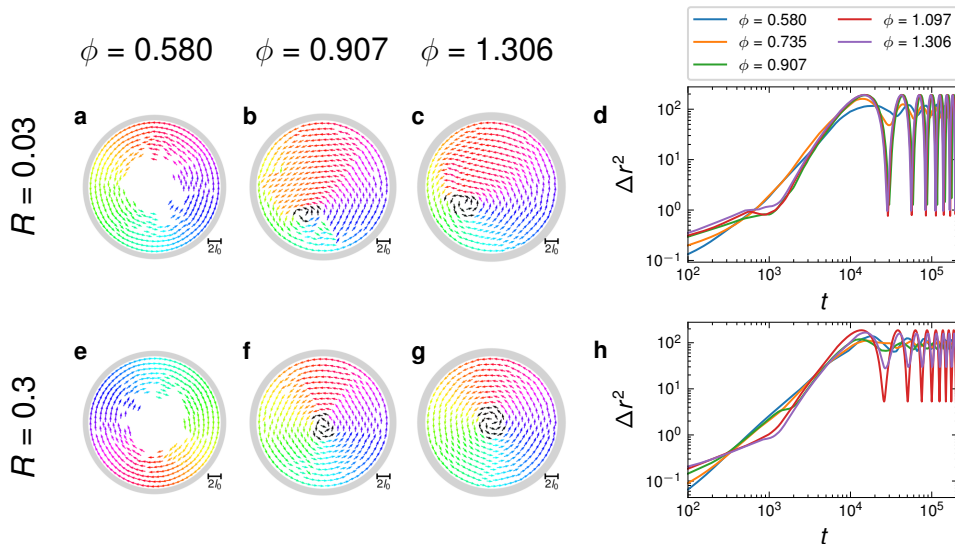 ϕ = 0.580 ϕ = 0.907 ϕ = 1.306
ϕ = 0.580 ϕ = 1.097
ϕ = 0.735 ϕ = 1.306
ϕ = 0.907
R = 0.03
a b c d
2l₀ 2l₀ 2l₀
Δr²
10² 10¹ 10⁰ 10⁻¹
10² 10³ 10⁴ 10⁵
t
R = 0.3
e f g h
2l₀ 2l₀ 2l₀
Δr²
10² 10¹ 10⁰ 10⁻¹
10² 10³ 10⁴ 10⁵
t